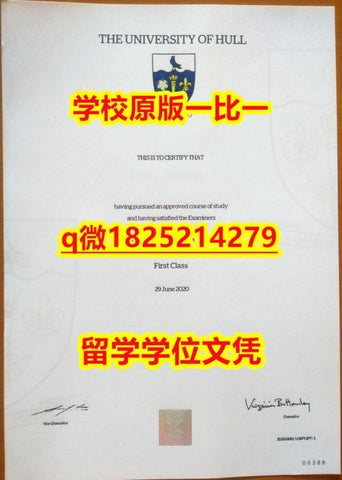 THE UNIVERSITY OF HULL
学校原版一比一
THIS IS TO CERTIFY THAT
having pursued an approved course of study
and having satisfied the Examiners
q微1825214279
First Class
29 June 2020
留学学位文凭
Vice-Chancellor
Chancellor
00386